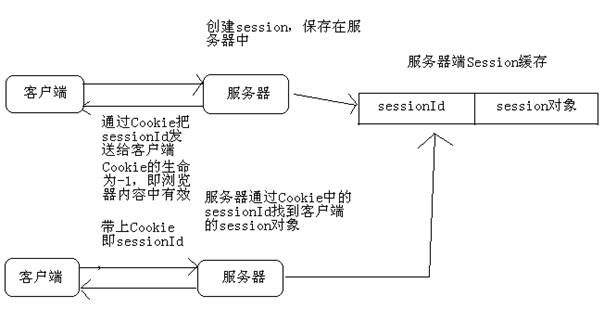 创建session，保存在服
务器中
服务器端Session缓存
客户端
服务器
sessionId
session对象
通过Cookie把
sessionId发
送给客户端
Cookie的生命
为-1，即浏览
器内容中有效
服务器通过Cookie中的
sessionId找到客户端
的session对象
带上Cookie
即sessionId
客户端
服务器